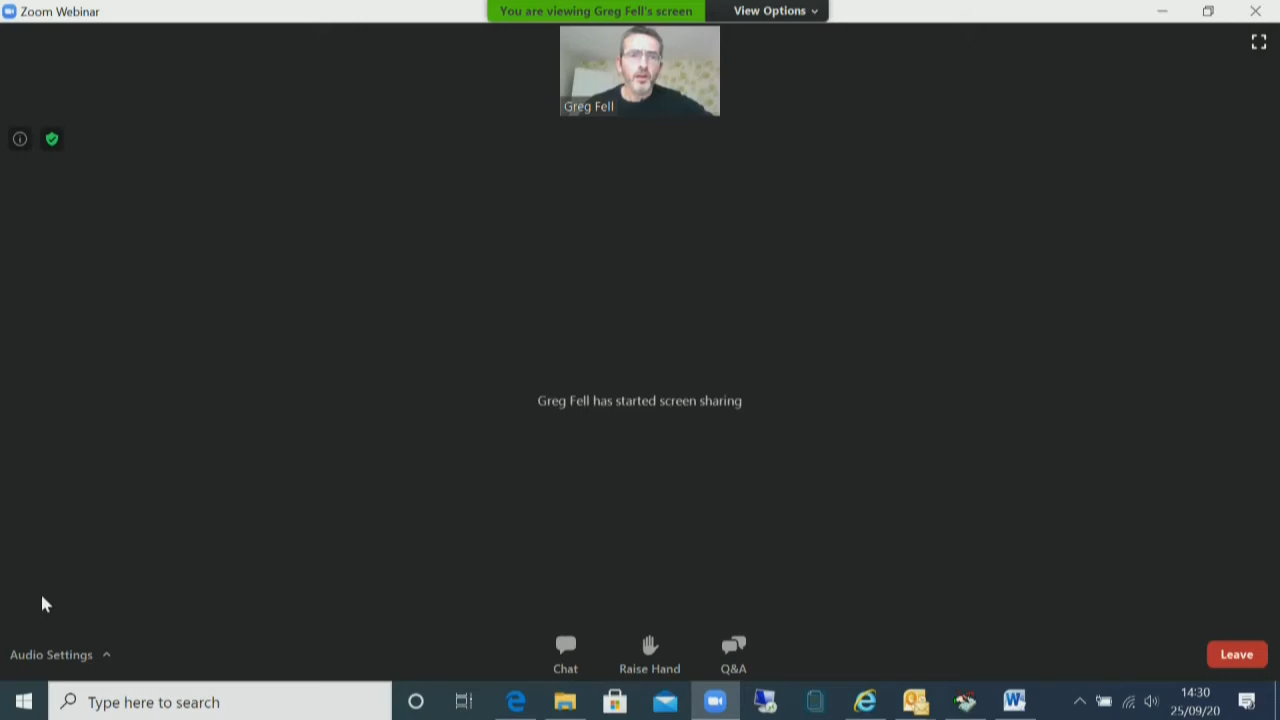 Zoom Webinar
You are viewing Greg Fell's screen
View Options
Greg Fell
Greg Fell has started screen sharing
Audio Settings
Chat
Raise Hand
Q&A
Leave
Type here to search
14:30
25/09/20